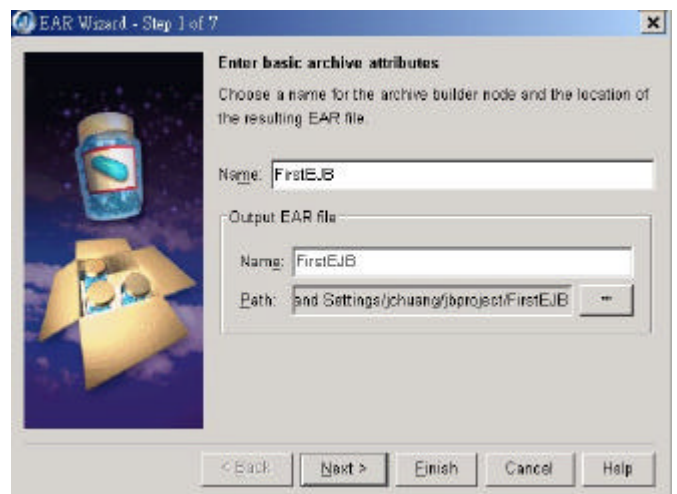 EAR Wizard - Step 1 of 7
Enter basic archive attributes
Choose a name for the archive builder node and the location of
the resulting EAR file.
Name: FirstEJB
Output EAR file
Name: FirstEJB
Path: and Settings/jchuang/jbproject/FirstEJB ...
< Back Next > Finish Cancel Help